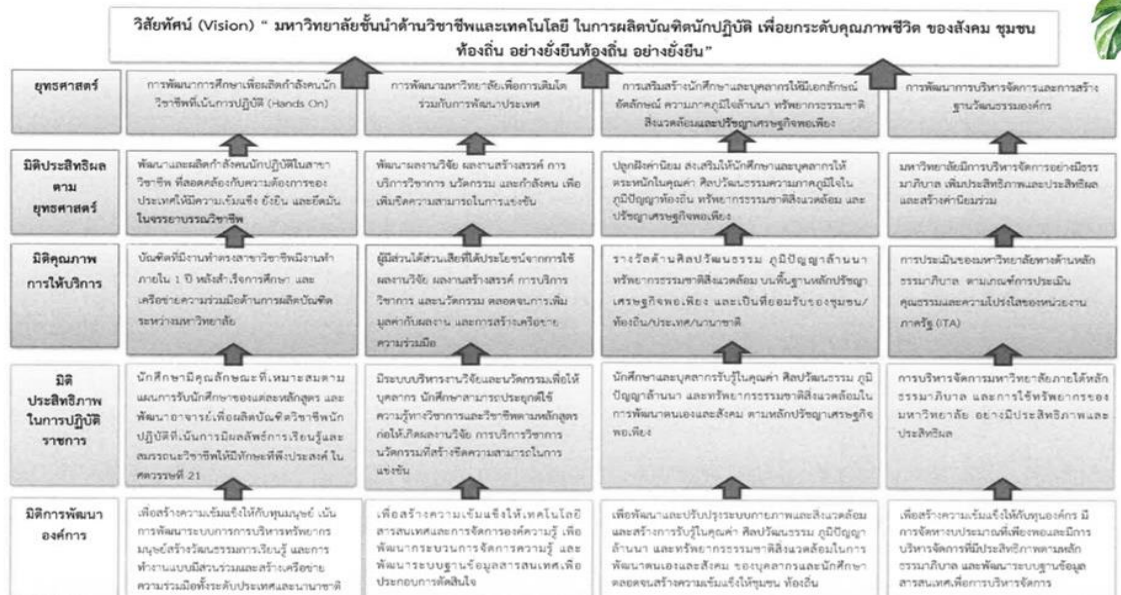 วิสัยทัศน์ (Vision) “ มหาวิทยาลัยชั้นนำด้านวิชาชีพและเทคโนโลยี ในการผลิตบัณฑิตนักปฏิบัติ เพื่อยกระดับคุณภาพชีวิต ของสังคม ชุมชน
ท้องถิ่น อย่างยั่งยืนท้องถิ่น อย่างยั่งยืน”
ยุทธศาสตร์
การพัฒนาการศึกษาเพื่อผลิตกำลังคนนัก
วิชาชีพที่เน้นการปฏิบัติ (Hands On)
การพัฒนามหาวิทยาลัยเพื่อการเติมโต
ร่วมกับการพัฒนาประเทศ
การเสริมสร้างนักศึกษาและบุคลากรให้มีเอกลักษณ์
อัตลักษณ์ ความภาคภูมิใจล้านนา ทรัพยากรธรรมชาติ
สิ่งแวดล้อมและปรัชญาเศรษฐกิจพอเพียง
การพัฒนาการบริหารจัดการและการสร้าง
ฐานวัฒนธรรมองค์กร
มิติประสิทธิผล
ตาม
ยุทธศาสตร์
พัฒนาและผลิตกำลังคนนักปฏิบัติในสาขา
วิชาชีพ ที่สอดคล้องกับความต้องการของ
ประเทศให้มีความเข้มแข็ง ยั่งยืน และยึดมั่น
ในจรรยาบรรณวิชาชีพ
พัฒนาผลงานวิจัย ผลงานสร้างสรรค์ การ
บริการวิชาการ นวัตกรรม และกำลังคน เพื่อ
เพิ่มขีดความสามารถในการแข่งขัน
ปลูกฝังค่านิยม ส่งเสริมให้นักศึกษาและบุคลากรให้
ตระหนักในคุณค่า ศิลปวัฒนธรรมความภาคภูมิใจใน
ภูมิปัญญาท้องถิ่น ทรัพยากรธรรมชาติสิ่งแวดล้อม และ
ปรัชญาเศรษฐกิจพอเพียง
มหาวิทยาลัยมีการบริหารจัดการอย่างมีธรร
มาภิบาล เพิ่มประสิทธิภาพและประสิทธิผล
และสร้างค่านิยมร่วม
มิติคุณภาพ
การให้บริการ
บัณฑิตที่มีงานทำตรงสาขาวิชาชีพมีงานทำ
ภายใน 1 ปี หลังสำเร็จการศึกษา และ
เครือข่ายความร่วมมือด้านการผลิตบัณฑิต
ระหว่างมหาวิทยาลัย
ผู้มีส่วนได้ส่วนเสียที่ได้ประโยชน์จากการใช้
ผลงานวิจัย ผลงานสร้างสรรค์ การบริการ
วิชาการ และนวัตกรรม ตลอดจนการเพิ่ม
มูลค่ากับผลงาน และการสร้างเครือข่าย
ความร่วมมือ
รางวัลด้านศิลปวัฒนธรรม ภูมิปัญญาล้านนา
ทรัพยากรธรรมชาติสิ่งแวดล้อม บนพื้นฐานหลักปรัชญา
เศรษฐกิจพอเพียง และเป็นที่ยอมรับของชุมชน/
ท้องถิ่น/ประเทศ/นานาชาติ
การประเมินของมหาวิทยาลัยทางด้านหลัก
ธรรมาภิบาล ตามเกณฑ์การประเมิน
คุณธรรมและความโปร่งใสของหน่วยงาน
ภาครัฐ (ITA)
มิติ
ประสิทธิภาพ
ในการปฏิบัติ
ราชการ
นักศึกษามีคุณลักษณะที่เหมาะสมตาม
แผนการรับนักศึกษาของแต่ละหลักสูตร และ
พัฒนาอาจารย์เพื่อผลิตบัณฑิตวิชาชีพนัก
ปฏิบัติที่เน้นการมีผลลัพธ์การเรียนรู้และ
สมรรถนะวิชาชีพให้มีทักษะที่พึงประสงค์ ใน
ศตวรรษที่ 21
มีระบบบริหารงานวิจัยและนวัตกรรมเพื่อให้
บุคลากร นักศึกษาสามารถประยุกต์ใช้
ความรู้ทางวิชาการและวิชาชีพตามหลักสูตร
ก่อให้เกิดผลงานวิจัย การบริการวิชาการ
นวัตกรรมที่สร้างขีดความสามารถในการ
แข่งขัน
นักศึกษาและบุคลากรรับรู้ในคุณค่า ศิลปวัฒนธรรม ภูมิ
ปัญญาล้านนา และทรัพยากรธรรมชาติสิ่งแวดล้อมใน
การพัฒนาตนเองและสังคม ตามหลักปรัชญาเศรษฐกิจ
พอเพียง
การบริหารจัดการมหาวิทยาลัยภายใต้หลัก
ธรรมาภิบาล และการใช้ทรัพยากรของ
มหาวิทยาลัย อย่างมีประสิทธิภาพและ
ประสิทธิผล
มิติการพัฒนา
องค์การ
เพื่อสร้างความเข้มแข็งให้กับทุนมนุษย์ เน้น
การพัฒนาระบบการการบริหารทรัพยากร
มนุษย์สร้างวัฒนธรรมการเรียนรู้ และการ
ทำงานแบบมีส่วนร่วมและสร้างเครือข่าย
ความร่วมมือทั้งระดับประเทศและนานาชาติ
เพื่อสร้างความเข้มแข็งให้เทคโนโลยี
สารสนเทศและการจัดการองค์ความรู้ เพื่อ
พัฒนากระบวนการจัดการความรู้ และ
พัฒนาระบบฐานข้อมูลสารสนเทศเพื่อ
ประกอบการตัดสินใจ
เพื่อพัฒนาและปรับปรุงระบบกายภาพและสิ่งแวดล้อม
และสร้างการรับรู้ในคุณค่า ศิลปวัฒนธรรม ภูมิปัญญา
ล้านนา และทรัพยากรธรรมชาติสิ่งแวดล้อมในการ
พัฒนาตนเองและสังคม ของบุคลากรและนักศึกษา
ตลอดจนสร้างความเข้มแข็งให้ชุมชน ท้องถิ่น
เพื่อสร้างความเข้มแข็งให้กับทุนองค์กร มี
การจัดหางบประมาณที่เพียงพอและมีการ
บริหารจัดการที่มีประสิทธิภาพตามหลัก
ธรรมาภิบาล และพัฒนาระบบฐานข้อมูล
สารสนเทศเพื่อการบริหารจัดการ